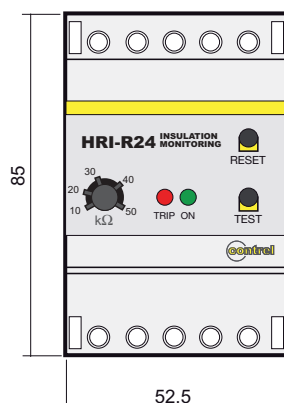 HRI-R24 INSULATION MONITORING
RESET
30
20 40
10 50
kΩ
TRIP ON
TEST
contrel
85
52.5